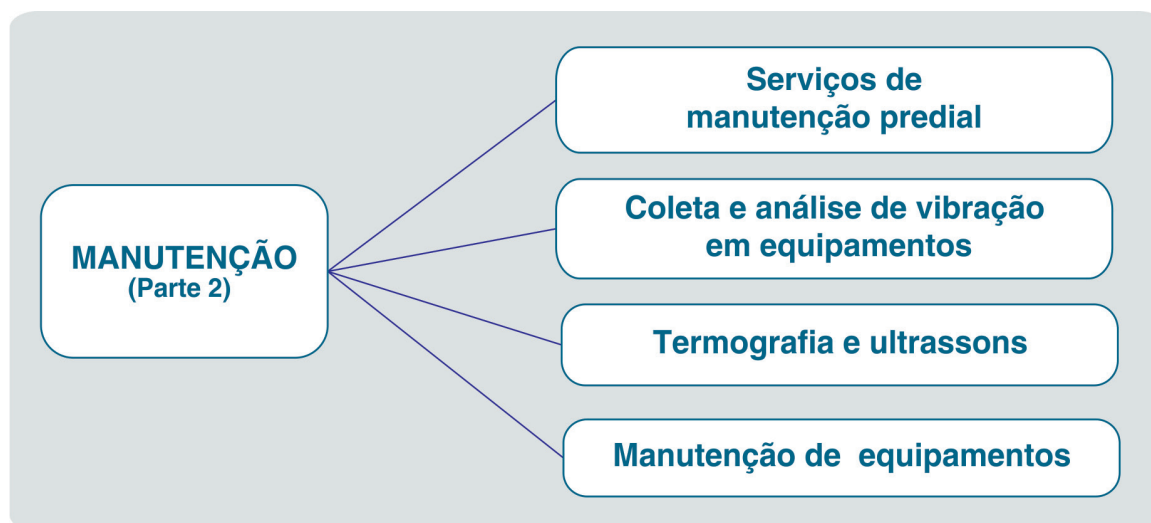 MANUTENÇÃO
(Parte 2)
Serviços de
manutenção predial
Coleta e análise de vibração
em equipamentos
Termografia e ultrassons
Manutenção de equipamentos